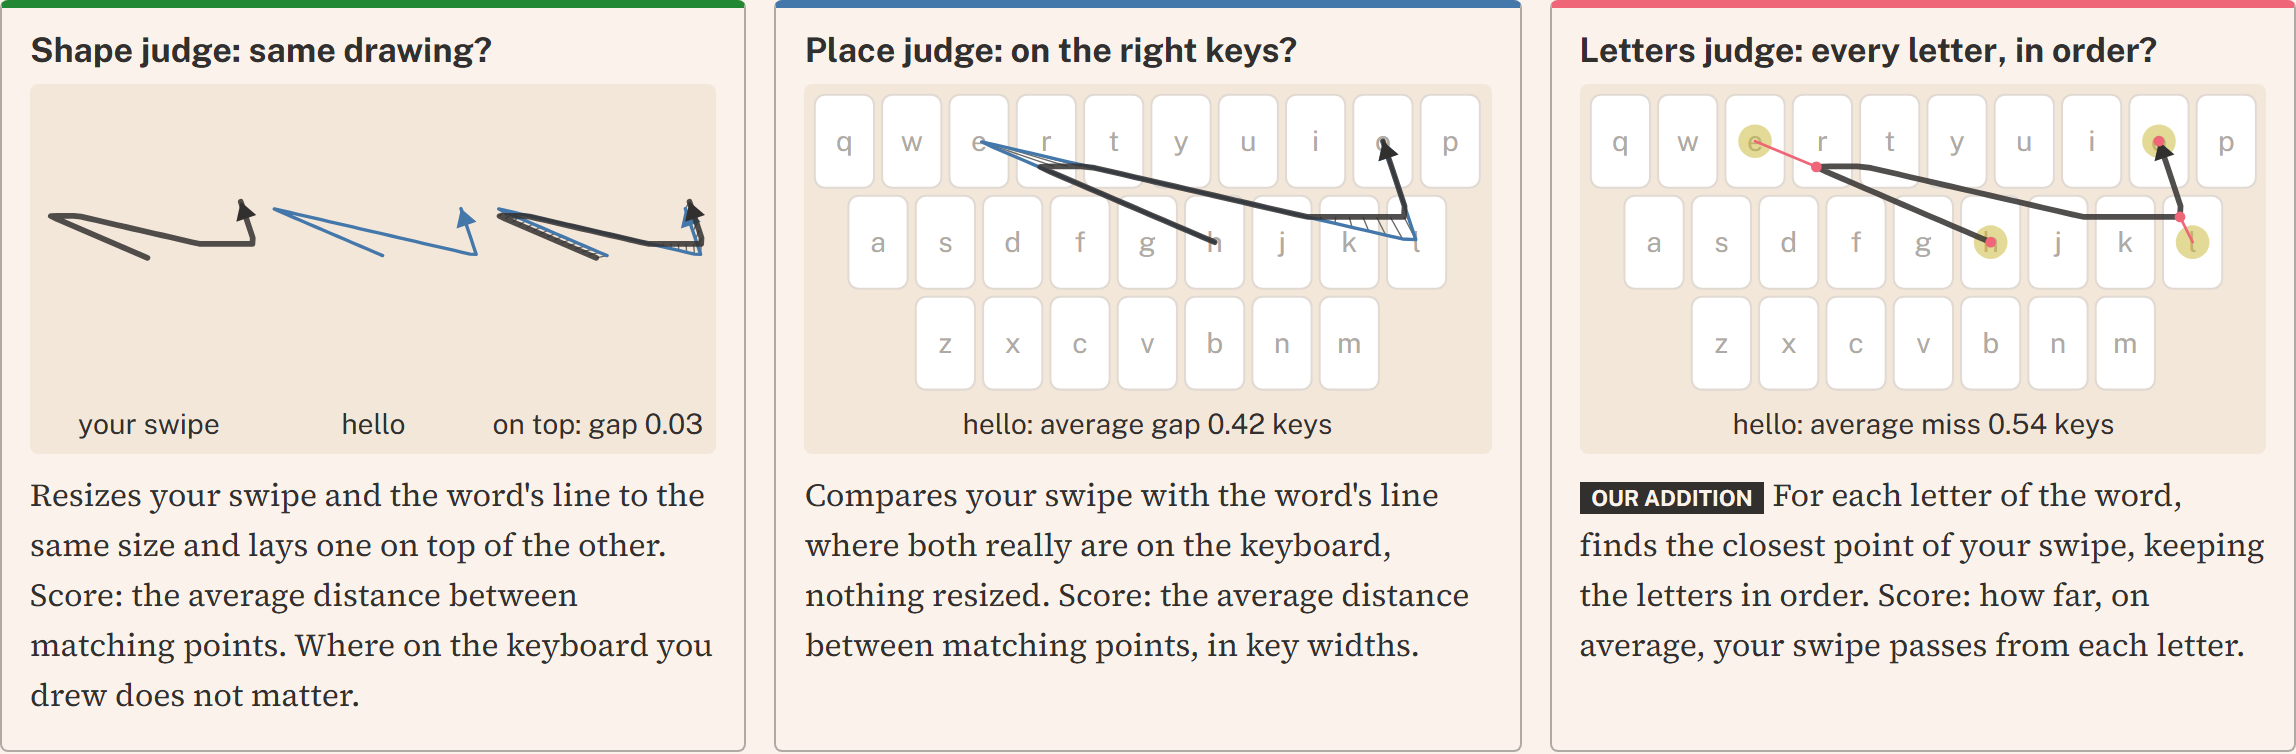 Shape judge: same drawing?
your swipe hello on top: gap 0.03
Resizes your swipe and the word's line to the
same size and lays one on top of the other.
Score: the average distance between
matching points. Where on the keyboard you
drew does not matter.
Place judge: on the right keys?
q w e r t y u i o p
a s d f g h j k l
z x c v b n m
hello: average gap 0.42 keys
Compares your swipe with the word's line
where both really are on the keyboard,
nothing resized. Score: the average distance
between matching points, in key widths.
Letters judge: every letter, in order?
q w e r t y u i o p
a s d f g h j k l
z x c v b n m
hello: average miss 0.54 keys
OUR ADDITION For each letter of the word,
finds the closest point of your swipe, keeping
the letters in order. Score: how far, on
average, your swipe passes from each letter.